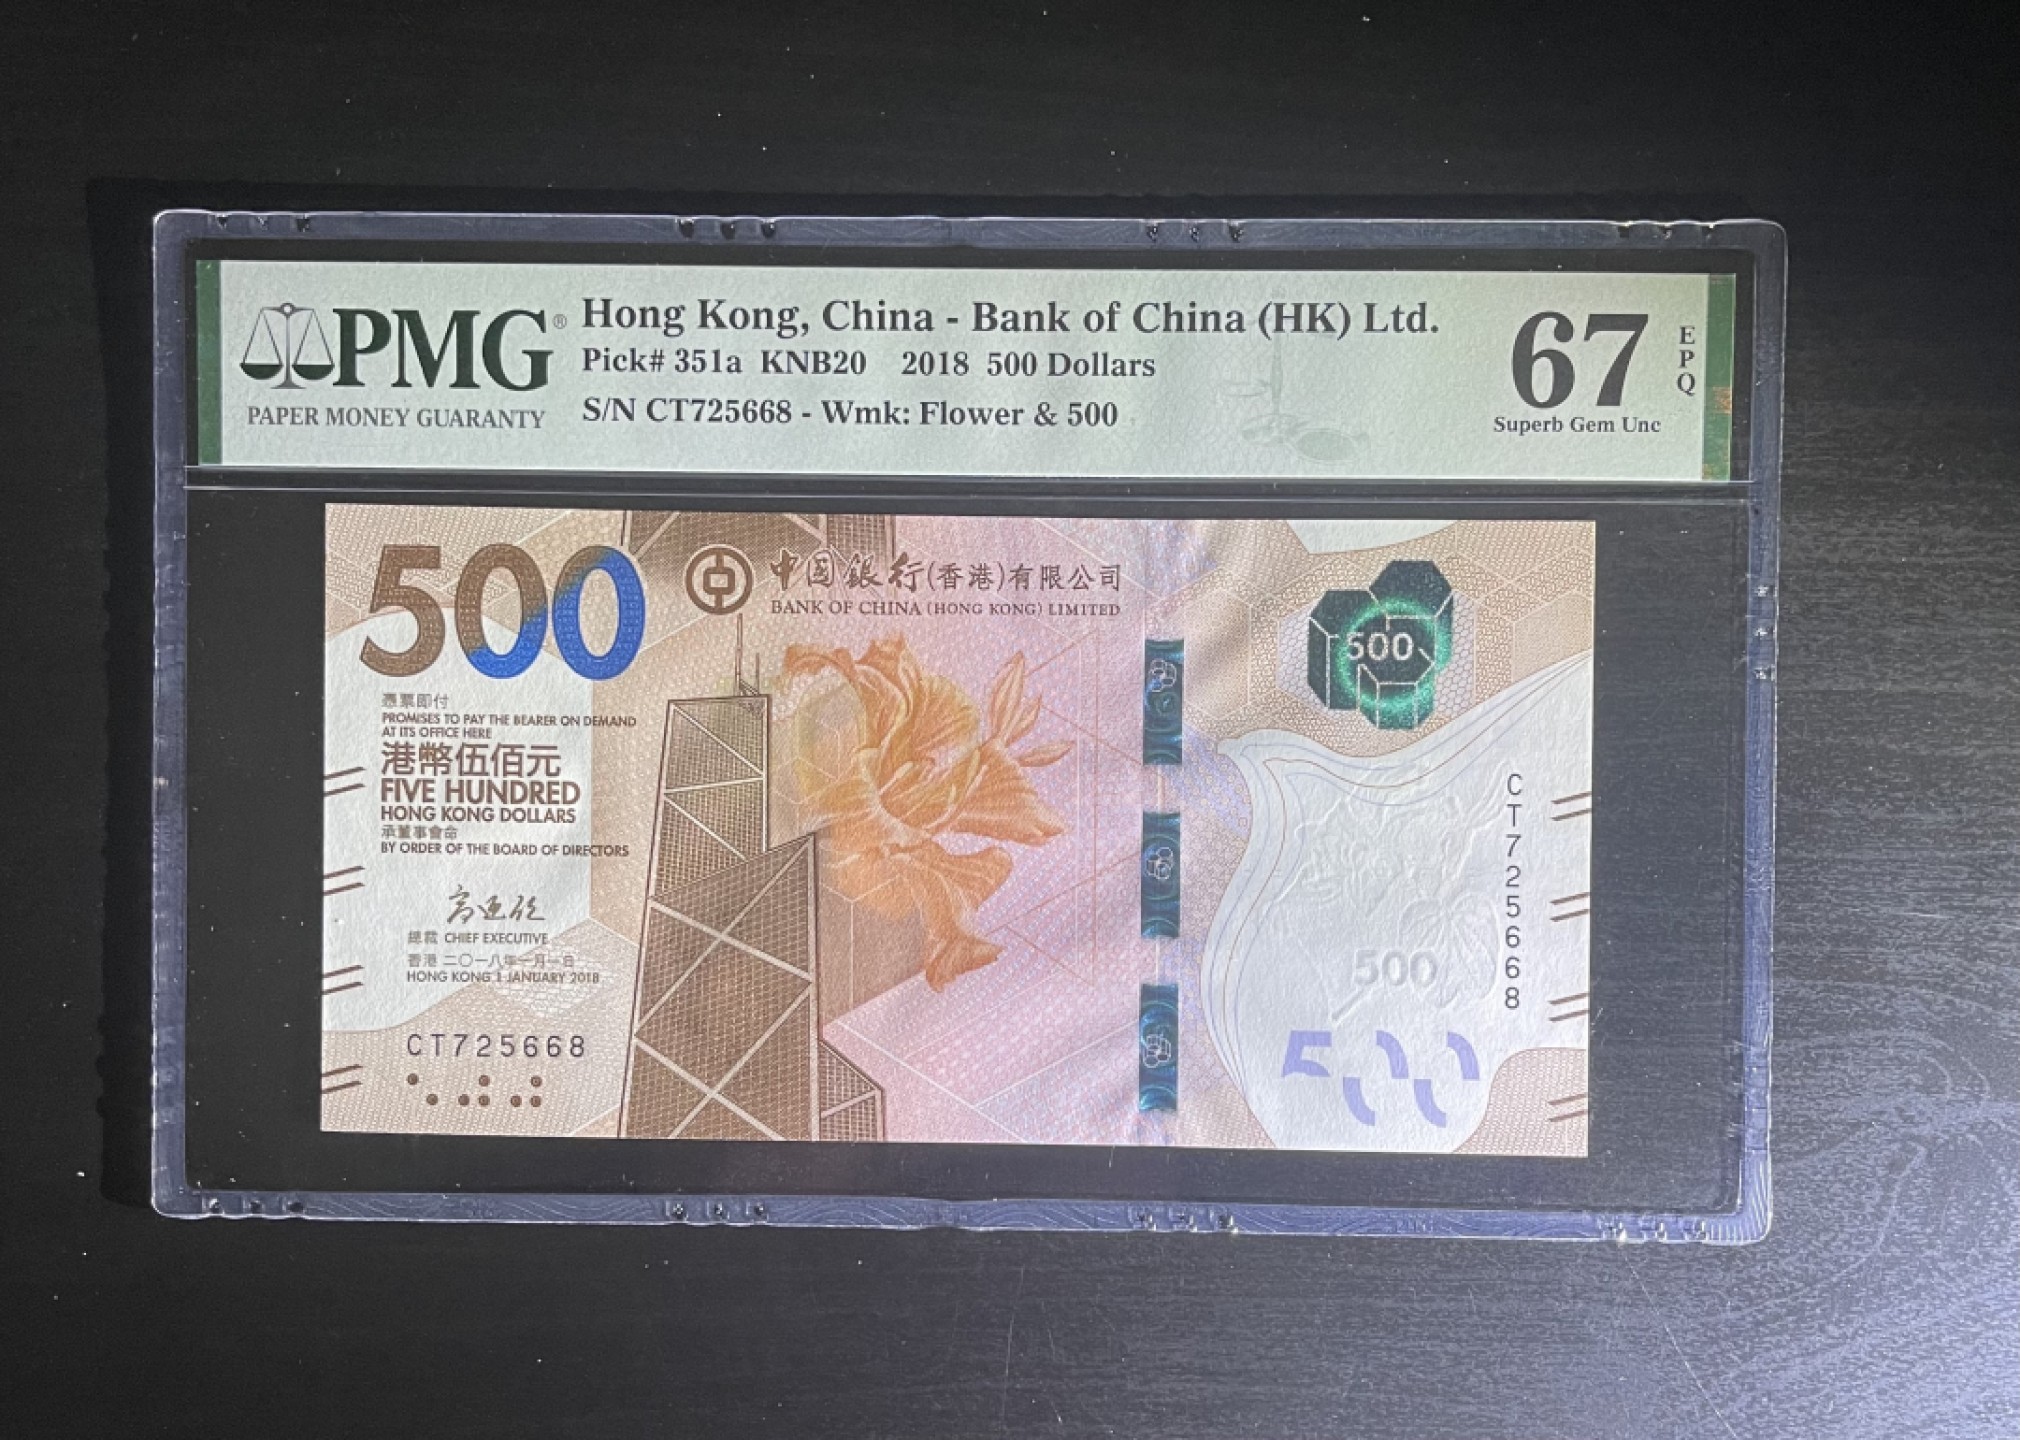 PMG®
PAPER MONEY GUARANTY
Hong Kong, China - Bank of China (HK) Ltd.
Pick# 351a KNB20 2018 500 Dollars
S/N CT725668 - Wmk: Flower & 500
67
EPQ
Superb Gem Unc
500
中国銀行(香港)有限公司
BANK OF CHINA (HONG KONG) LIMITED
500
憑票即付
PROMISES TO PAY THE BEARER ON DEMAND
AT ITS OFFICE HERE
港幣伍佰元
FIVE HUNDRED
HONG KONG DOLLARS
承董事會命
BY ORDER OF THE BOARD OF DIRECTORS
高迎欣
總裁 CHIEF EXECUTIVE
香港 二〇一八年一月一日
HONG KONG 1 JANUARY 2018
CT725668
CT725668
500
500